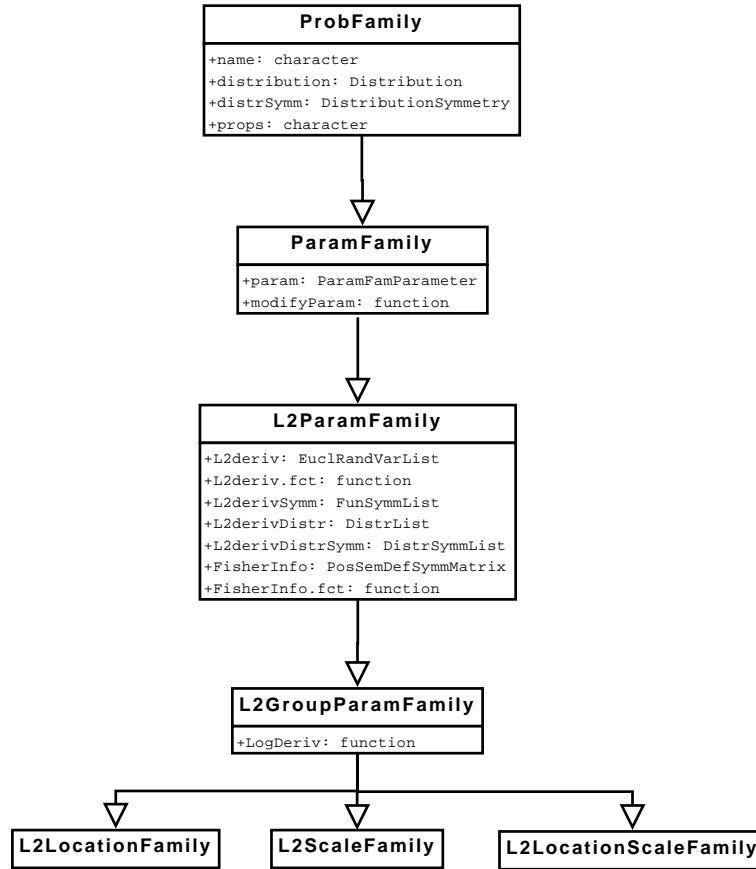 ProbFamily
+name: character
+distribution: Distribution
+distrSymm: DistributionSymmetry
+props: character
ParamFamily
+param: ParamFamParameter
+modifyParam: function
L2ParamFamily
+L2deriv: EuclRandVarList
+L2deriv.fct: function
+L2derivSymm: FunSymmList
+L2derivDistr: DistrList
+L2derivDistrSymm: DistrSymmList
+FisherInfo: PosSemDefSymmMatrix
+FisherInfo.fct: function
L2GroupParamFamily
+LogDeriv: function
L2LocationFamily
L2ScaleFamily
L2LocationScaleFamily